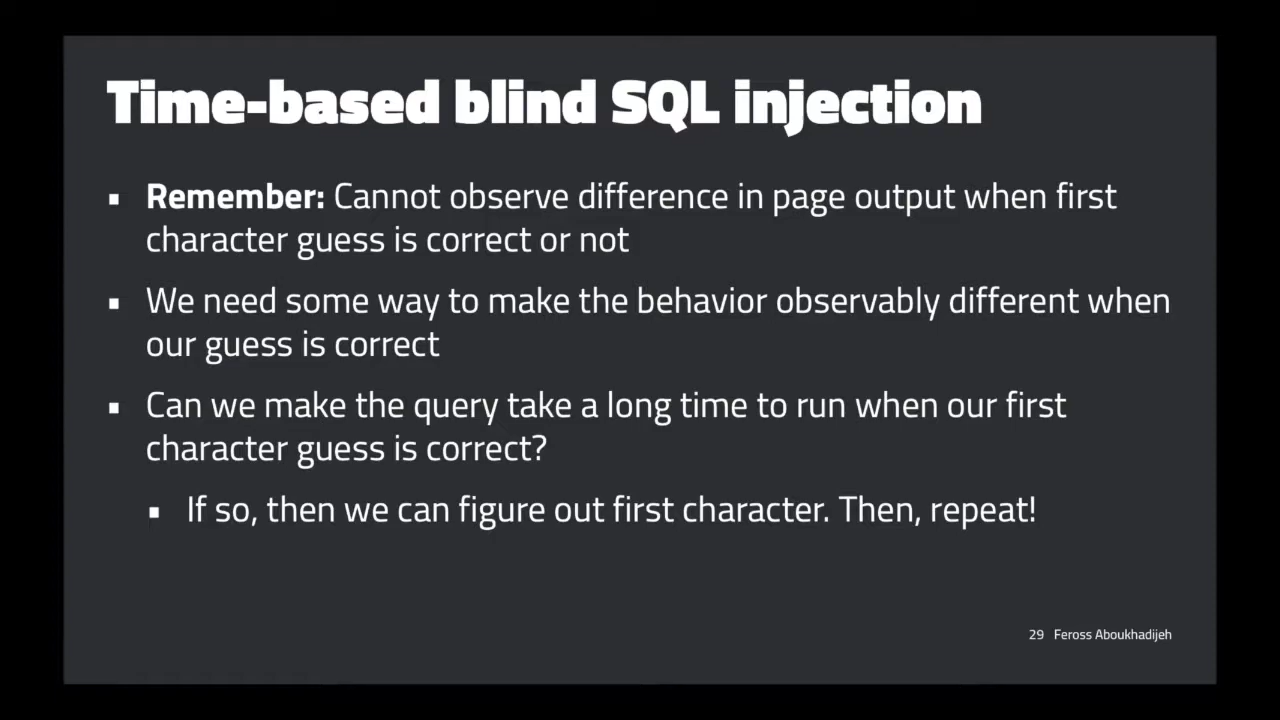 Time-based blind SQL injection
▪ Remember: Cannot observe difference in page output when first
character guess is correct or not
▪ We need some way to make the behavior observably different when
our guess is correct
▪ Can we make the query take a long time to run when our first
character guess is correct?
▪ If so, then we can figure out first character. Then, repeat!
29 Feross Aboukhadijeh